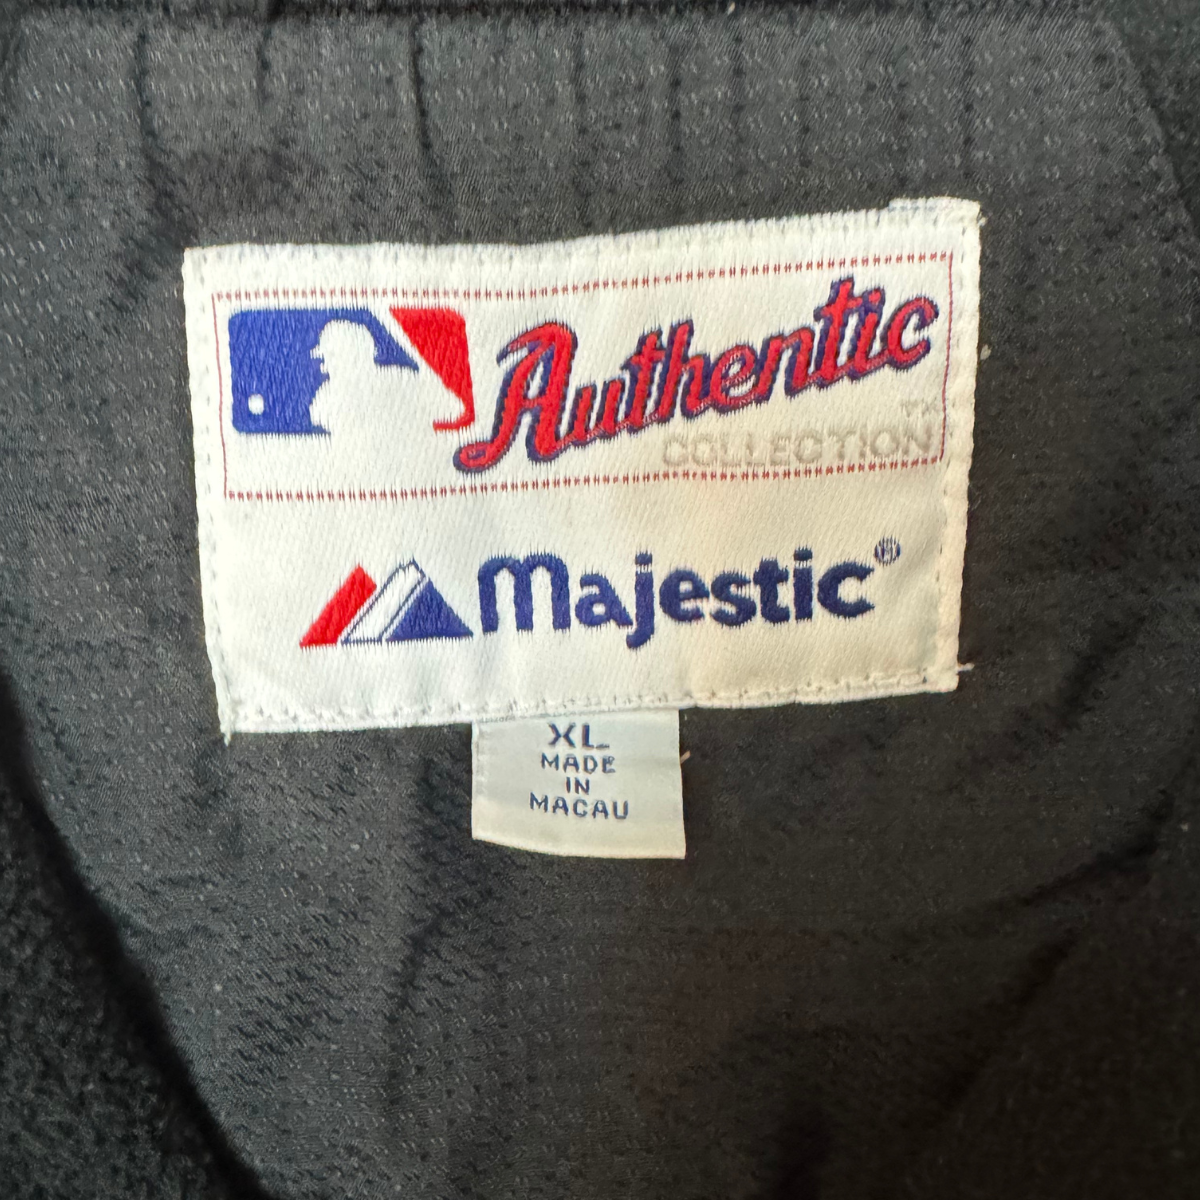 Authentic
TM
COLLECTION
Majestic®
XL
MADE
IN
MACAU